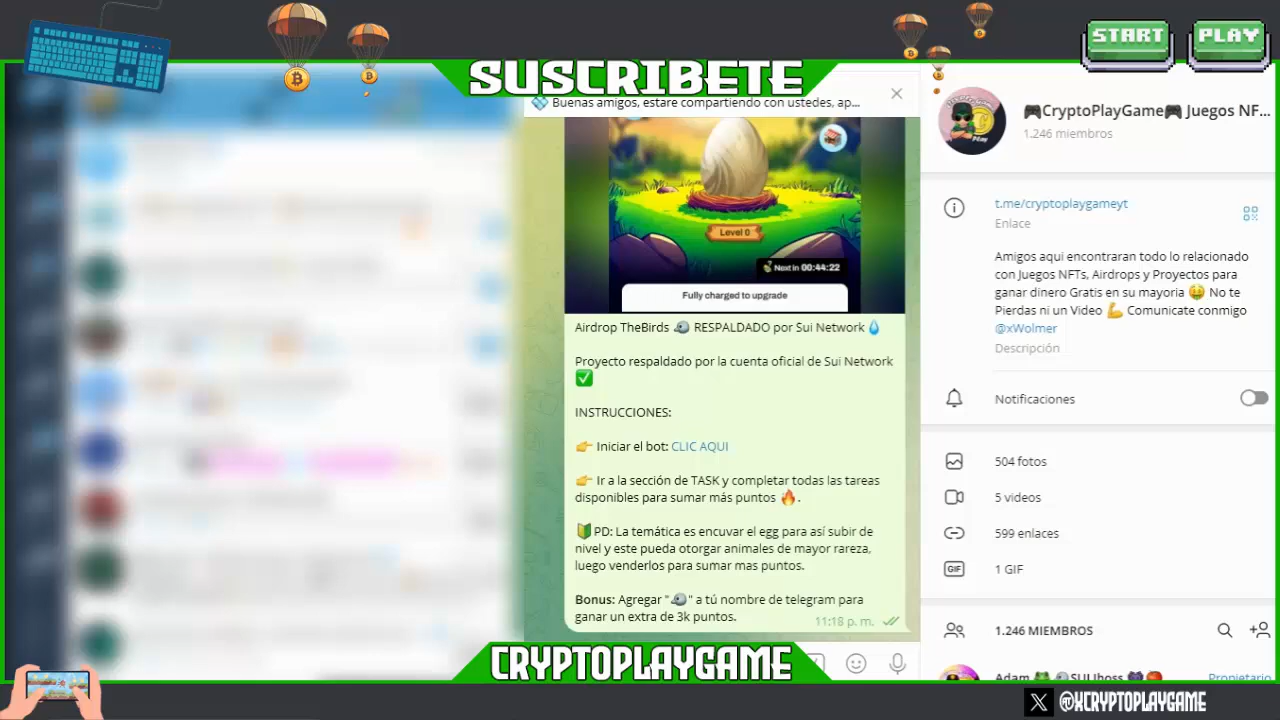 START
PLAY
SUSCRIBETE
Buenas amigos, estare compartiendo con ustedes, ap...
Level 0
Next in 00:44:22
Fully charged to upgrade
Airdrop TheBirds 🐦 RESPALDADO por Sui Network 💧
Proyecto respaldado por la cuenta oficial de Sui Network
✅
INSTRUCCIONES:
👉 Iniciar el bot: CLIC AQUI
👉 Ir a la sección de TASK y completar todas las tareas
disponibles para sumar más puntos 🔥.
🔰PD: La temática es encuvar el egg para así subir de
nivel y este pueda otorgar animales de mayor rareza,
luego venderlos para sumar mas puntos.
Bonus: Agregar "🐦" a tú nombre de telegram para
ganar un extra de 3k puntos.
11:18 p. m.
🎮CryptoPlayGame🎮 Juegos NF...
1.246 miembros
t.me/cryptoplaygameyt
Enlace
Amigos aqui encontraran todo lo relacionado
con Juegos NFTs, Airdrops y Proyectos para
ganar dinero Gratis en su mayoria 🤑 No te
Pierdas ni un Video 💪 Comunicate conmigo
@xWolmer
Descripción
Notificaciones
504 fotos
5 videos
599 enlaces
GIF
1 GIF
1.246 MIEMBROS
Adam 🐸 🐦SUIboss
Propietario
CRYPTOPLAYGAME
X @XCRYPTOPLAYGAME